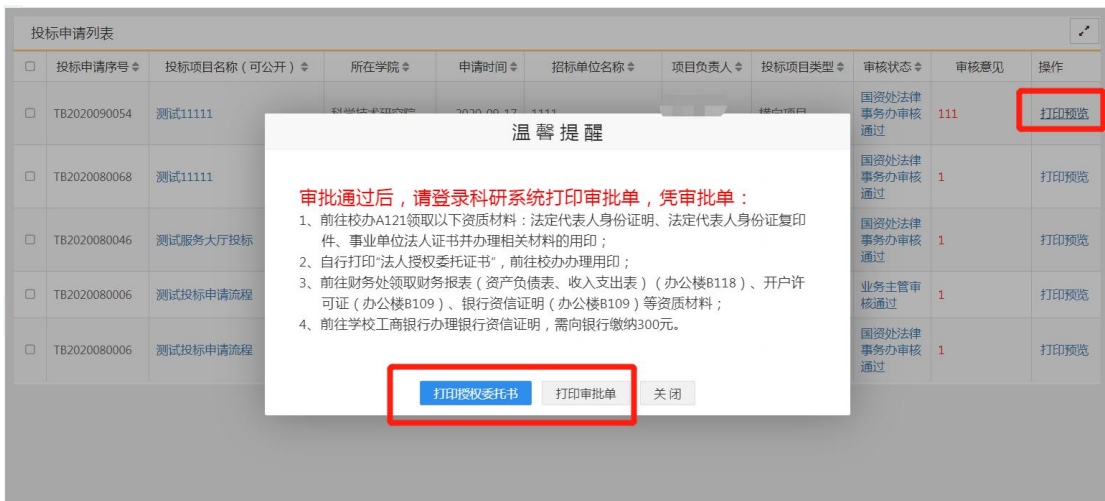 投标申请列表
投标申请序号 投标项目名称（可公开） 所在学院 申请时间 招标单位名称 项目负责人 投标项目类型 审核状态 审核意见 操作
TB2020090054 测试11111 科学技术研究院 2020-09-17 1111 横向项目 国资处法律事务办审核通过 111 打印预览
温馨提醒
TB2020080068 测试11111 国资处法律事务办审核通过 1 打印预览
审批通过后，请登录科研系统打印审批单，凭审批单：
1、前往校办A121领取以下资质材料：法定代表人身份证明、法定代表人身份证复印
件、事业单位法人证书并办理相关材料的用印；
TB2020080046 测试服务大厅投标 国资处法律事务办审核通过 1 打印预览
2、自行打印“法人授权委托证书”，前往校办办理用印；
3、前往财务处领取财务报表（资产负债表、收入支出表）（办公楼B118）、开户许
可证（办公楼B109）、银行资信证明（办公楼B109）等资质材料；
TB2020080006 测试投标申请流程 业务主管审核通过 1 打印预览
4、前往学校工商银行办理银行资信证明，需向银行缴纳300元。
TB2020080006 测试投标申请流程 国资处法律事务办审核通过 1 打印预览
打印授权委托书 打印审批单 关闭